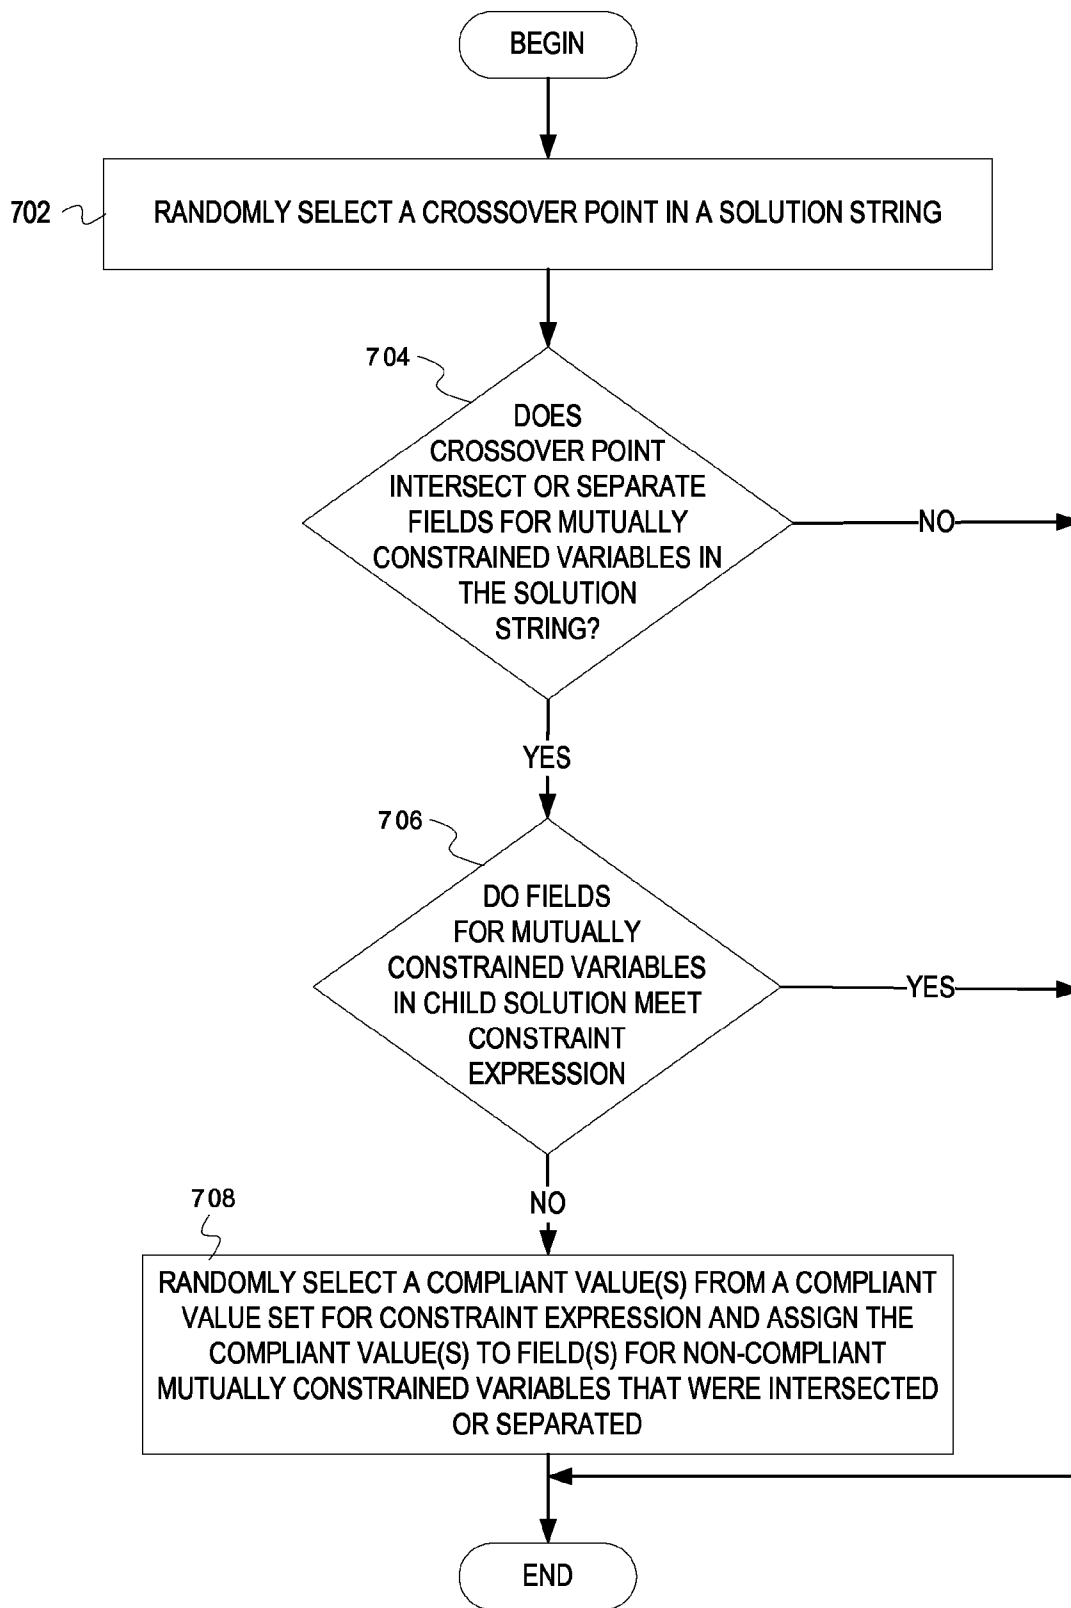 BEGIN
702
RANDOMLY SELECT A CROSSOVER POINT IN A SOLUTION STRING
704
DOES
CROSSOVER POINT
INTERSECT OR SEPARATE
FIELDS FOR MUTUALLY
CONSTRAINED VARIABLES IN
THE SOLUTION
STRING?
NO
YES
706
DO FIELDS
FOR MUTUALLY
CONSTRAINED VARIABLES
IN CHILD SOLUTION MEET
CONSTRAINT
EXPRESSION
YES
NO
708
RANDOMLY SELECT A COMPLIANT VALUE(S) FROM A COMPLIANT
VALUE SET FOR CONSTRAINT EXPRESSION AND ASSIGN THE
COMPLIANT VALUE(S) TO FIELD(S) FOR NON-COMPLIANT
MUTUALLY CONSTRAINED VARIABLES THAT WERE INTERSECTED
OR SEPARATED
END